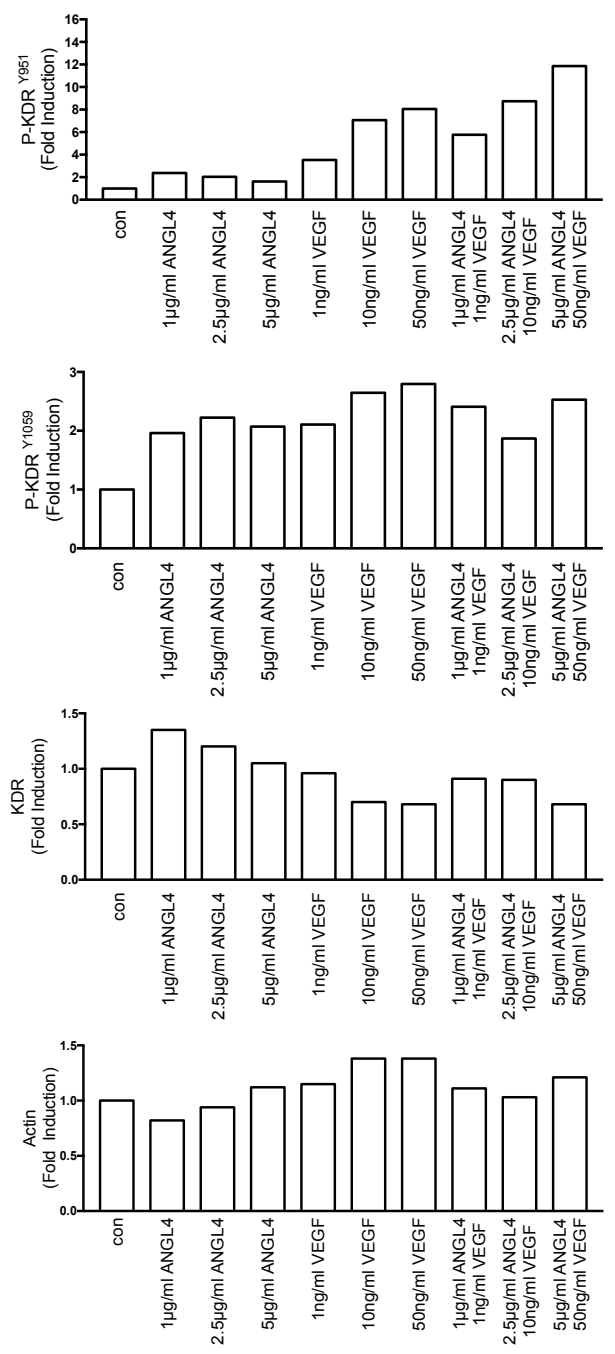 P-KDR Y951
(Fold Induction)
16
14
12
10
8
6
4
2
0
con
1µg/ml ANGL4
2.5µg/ml ANGL4
5µg/ml ANGL4
1ng/ml VEGF
10ng/ml VEGF
50ng/ml VEGF
1µg/ml ANGL4
1ng/ml VEGF
2.5µg/ml ANGL4
10ng/ml VEGF
5µg/ml ANGL4
50ng/ml VEGF
P-KDR Y1059
(Fold Induction)
3
2
1
0
con
1µg/ml ANGL4
2.5µg/ml ANGL4
5µg/ml ANGL4
1ng/ml VEGF
10ng/ml VEGF
50ng/ml VEGF
1µg/ml ANGL4
1ng/ml VEGF
2.5µg/ml ANGL4
10ng/ml VEGF
5µg/ml ANGL4
50ng/ml VEGF
KDR
(Fold Induction)
1.5
1.0
0.5
0.0
con
1µg/ml ANGL4
2.5µg/ml ANGL4
5µg/ml ANGL4
1ng/ml VEGF
10ng/ml VEGF
50ng/ml VEGF
1µg/ml ANGL4
1ng/ml VEGF
2.5µg/ml ANGL4
10ng/ml VEGF
5µg/ml ANGL4
50ng/ml VEGF
Actin
(Fold Induction)
1.5
1.0
0.5
0.0
con
1µg/ml ANGL4
2.5µg/ml ANGL4
5µg/ml ANGL4
1ng/ml VEGF
10ng/ml VEGF
50ng/ml VEGF
1µg/ml ANGL4
1ng/ml VEGF
2.5µg/ml ANGL4
10ng/ml VEGF
5µg/ml ANGL4
50ng/ml VEGF